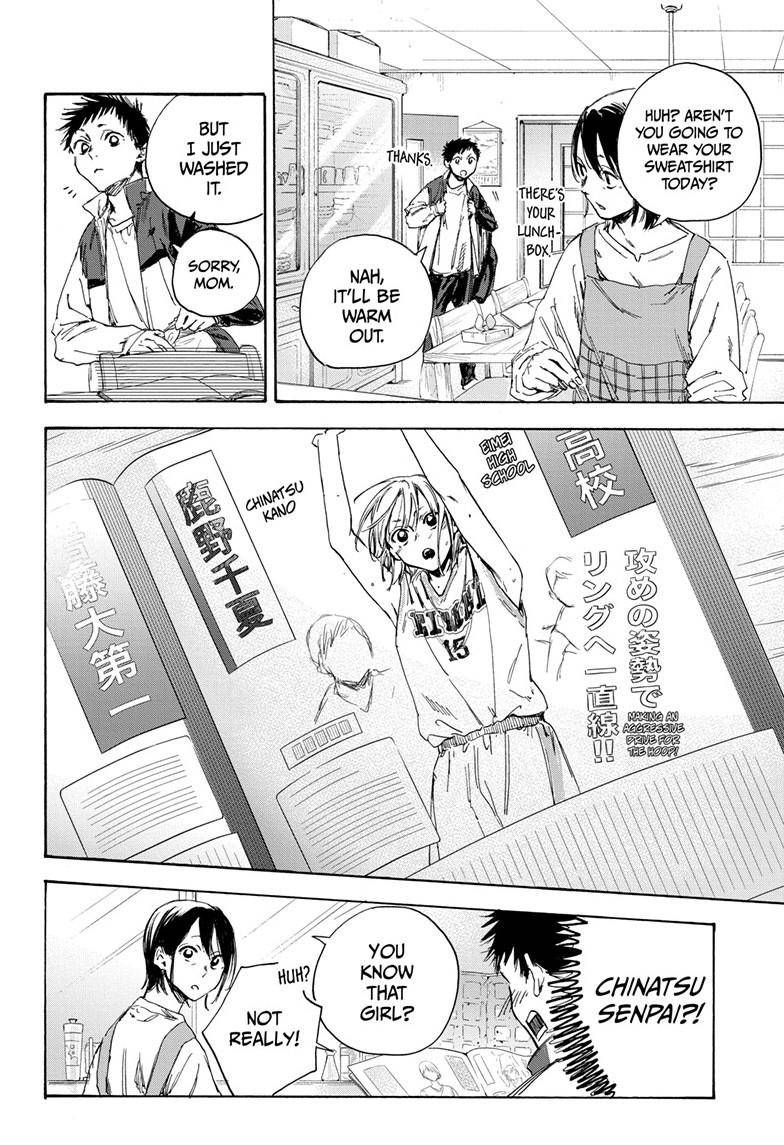 HUH? AREN'T
YOU GOING TO
WEAR YOUR
SWEATSHIRT
TODAY?
THERE'S
YOUR
LUNCH-
BOX!
THANKS.
NAH,
IT'LL BE
WARM
OUT.
BUT
I JUST
WASHED
IT.
SORRY,
MOM.
高校
EIMEI
HIGH
SCHOOL
攻めの姿勢で
リングへ一直線!!
MAKING AN
AGGRESSIVE
DRIVE FOR
THE HOOP!
EIMEI
15
CHINATSU
KANO
鹿野千夏
藤大第一
CHINATSU
SENPAI?!
YOU
KNOW
THAT
GIRL?
HUH?
NOT
REALLY!